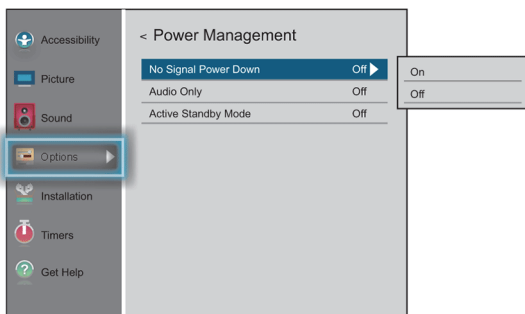 Accessibility
Picture
Sound
Options
Installation
Timers
Get Help
< Power Management
No Signal Power Down Off
Audio Only Off
Active Standby Mode Off
On
Off